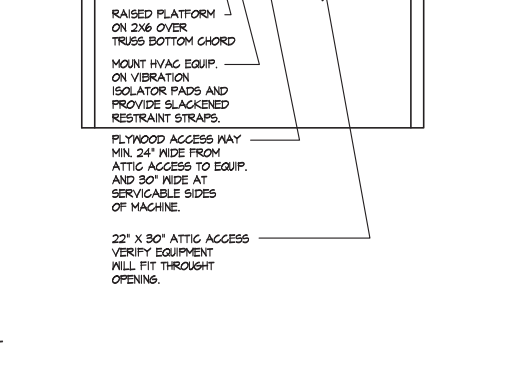 RAISED PLATFORM
ON 2X6 OVER
TRUSS BOTTOM CHORD
MOUNT HVAC EQUIP.
ON VIBRATION
ISOLATOR PADS AND
PROVIDE SLACKENED
RESTRAINT STRAPS.
PLYWOOD ACCESS WAY
MIN. 24" WIDE FROM
ATTIC ACCESS TO EQUIP.
AND 30" WIDE AT
SERVICABLE SIDES
OF MACHINE.
22" X 30" ATTIC ACCESS
VERIFY EQUIPMENT
WILL FIT THROUGHT
OPENING.